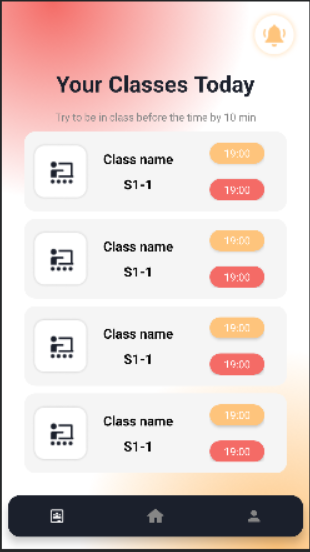 Your Classes Today
Try to be in class before the time by 10 min
Class name
19:00
S1-1
19:00
Class name
19:00
S1-1
19:00
Class name
19:00
S1-1
19:00
Class name
19:00
S1-1
19:00